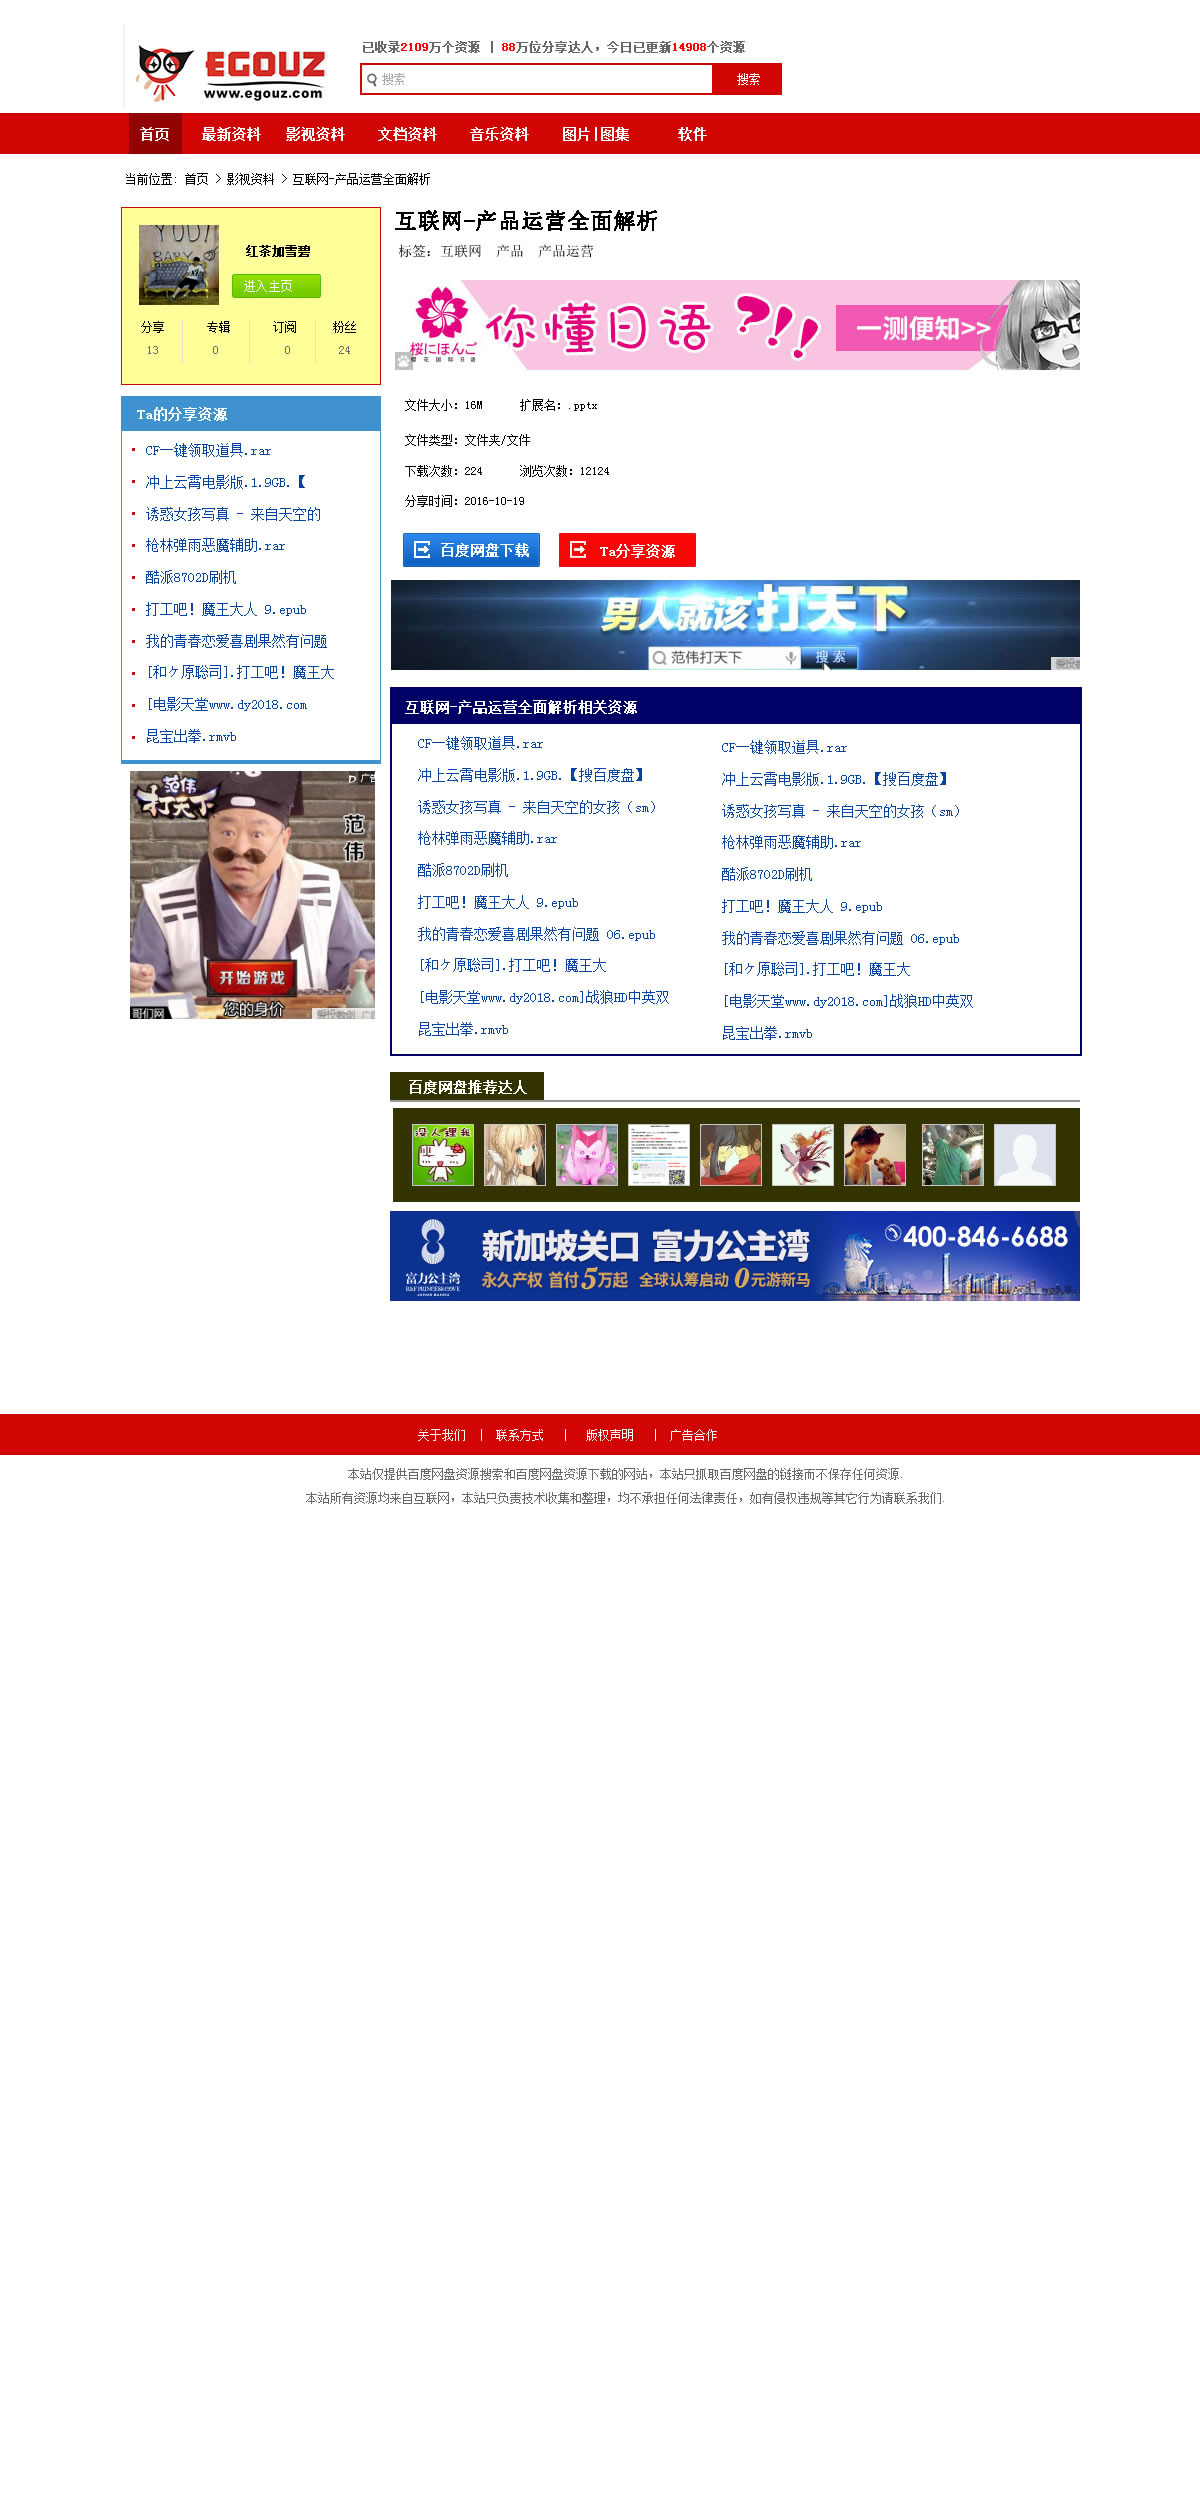 已收录2109万个资源 | 88万位分享达人，今日已更新14908个资源
EGOUZ
www.egouz.com
搜索 搜索
首页 最新资料 影视资料 文档资料 音乐资料 图片|图集 软件
当前位置：首页 > 影视资料 > 互联网-产品运营全面解析
YOU!
BABY
红茶加雪碧
进入主页
分享 专辑 订阅 粉丝
13 0 0 24
Ta的分享资源
CF一键领取道具.rar
冲上云霄电影版.1.9GB.【
诱惑女孩写真 - 来自天空的
枪林弹雨恶魔辅助.rar
酷派8702D刷机
打工吧！魔王大人 9.epub
我的青春恋爱喜剧果然有问题
[和ケ原聡司].打工吧！魔王大
[电影天堂www.dy2018.com
昆宝出拳.rmvb
范伟
打天下
广告
范伟
开始游戏
您的身价
哥们网
互联网-产品运营全面解析
标签：互联网 产品 产品运营
桜にほんご
樱花国际日语
你懂日语 ?!!
一测便知>>
文件大小：16M 扩展名：.pptx
文件类型：文件夹/文件
下载次数：224 浏览次数：12124
分享时间：2016-10-19
百度网盘下载 Ta分享资源
男人就该打天下
范伟打天下 搜索
互联网-产品运营全面解析相关资源
CF一键领取道具.rar
冲上云霄电影版.1.9GB.【搜百度盘】
诱惑女孩写真 - 来自天空的女孩（sm）
枪林弹雨恶魔辅助.rar
酷派8702D刷机
打工吧！魔王大人 9.epub
我的青春恋爱喜剧果然有问题 06.epub
[和ケ原聡司].打工吧！魔王大
[电影天堂www.dy2018.com]战狼HD中英双
昆宝出拳.rmvb
CF一键领取道具.rar
冲上云霄电影版.1.9GB.【搜百度盘】
诱惑女孩写真 - 来自天空的女孩（sm）
枪林弹雨恶魔辅助.rar
酷派8702D刷机
打工吧！魔王大人 9.epub
我的青春恋爱喜剧果然有问题 06.epub
[和ケ原聡司].打工吧！魔王大
[电影天堂www.dy2018.com]战狼HD中英双
昆宝出拳.rmvb
百度网盘推荐达人
没人理我
富力公主湾
R&F PRINCESS COVE
新加坡关口 富力公主湾
永久产权 首付5万起 全球认筹启动 0元游新马
400-846-6688
关于我们 | 联系方式 | 版权声明 | 广告合作
本站仅提供百度网盘资源搜索和百度网盘资源下载的网站，本站只抓取百度网盘的链接而不保存任何资源.
本站所有资源均来自互联网，本站只负责技术收集和整理，均不承担任何法律责任，如有侵权违规等其它行为请联系我们.